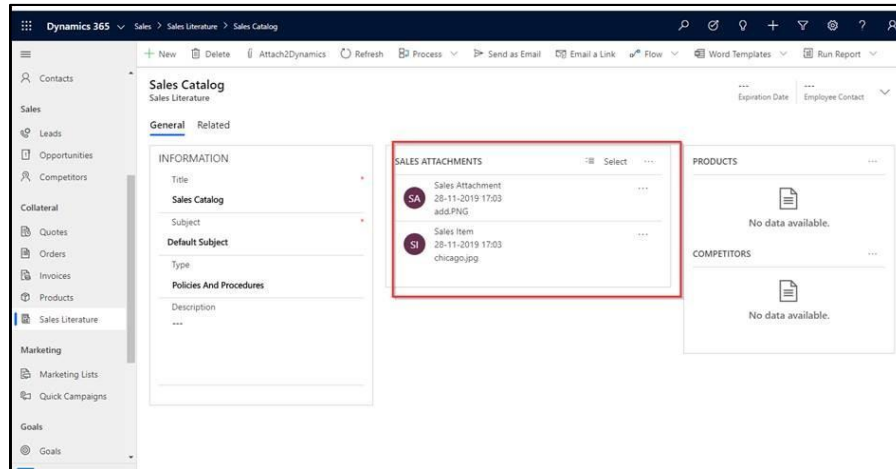 Dynamics 365 Sales > Sales Literature > Sales Catalog
New Delete Attach2Dynamics Refresh Process Send as Email Email a Link Flow Word Templates Run Report
Contacts
Sales
Leads
Opportunities
Competitors
Collateral
Quotes
Orders
Invoices
Products
Sales Literature
Marketing
Marketing Lists
Quick Campaigns
Goals
Goals
Sales Catalog
Sales Literature
---
Expiration Date
---
Employee Contact
General Related
INFORMATION
Title *
Sales Catalog
Subject *
Default Subject
Type
Policies And Procedures
Description
---
SALES ATTACHMENTS Select ...
SA
Sales Attachment ...
28-11-2019 17:03
add.PNG
SI
Sales Item ...
28-11-2019 17:03
chicago.jpg
PRODUCTS ...
No data available.
COMPETITORS ...
No data available.